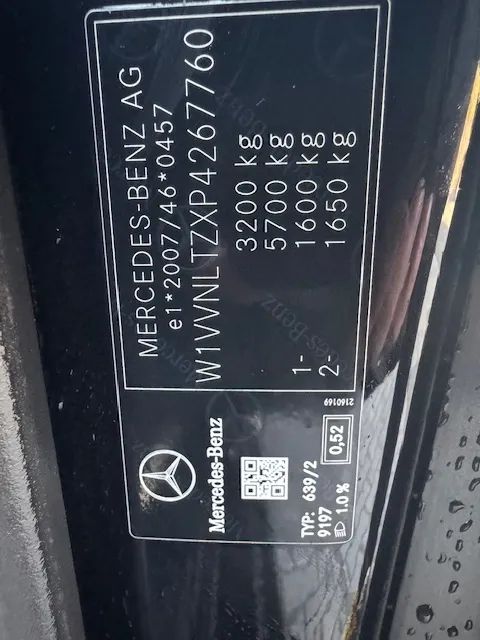 MERCEDES-BENZ AG
e1*2007/46*0457
W1VVNLTZXP4267760
3200 kg
5700 kg
1- 1600 kg
2- 1650 kg
Mercedes-Benz
TYP: 639/2
9197
1.0 %
0,52
2160169